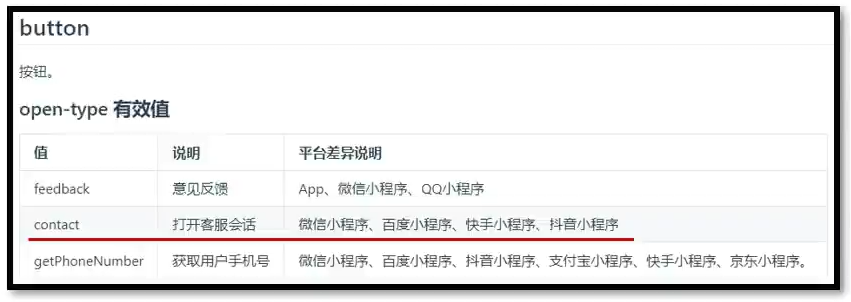 button
按钮。
open-type 有效值
值 说明 平台差异说明
feedback 意见反馈 App、微信小程序、QQ小程序
contact 打开客服会话 微信小程序、百度小程序、快手小程序、抖音小程序
getPhoneNumber 获取用户手机号 微信小程序、百度小程序、抖音小程序、支付宝小程序、快手小程序、京东小程序。